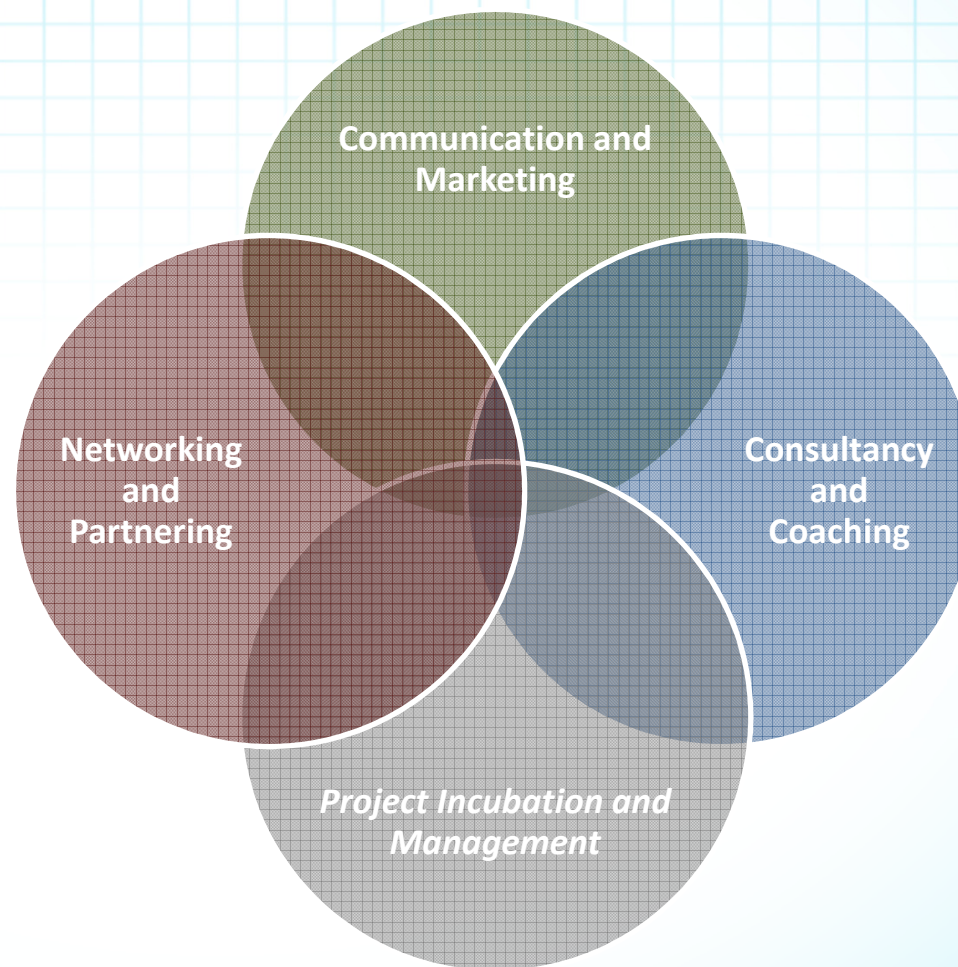 Communication and
Marketing
Networking
and
Partnering
Consultancy
and
Coaching
Project Incubation and
Management